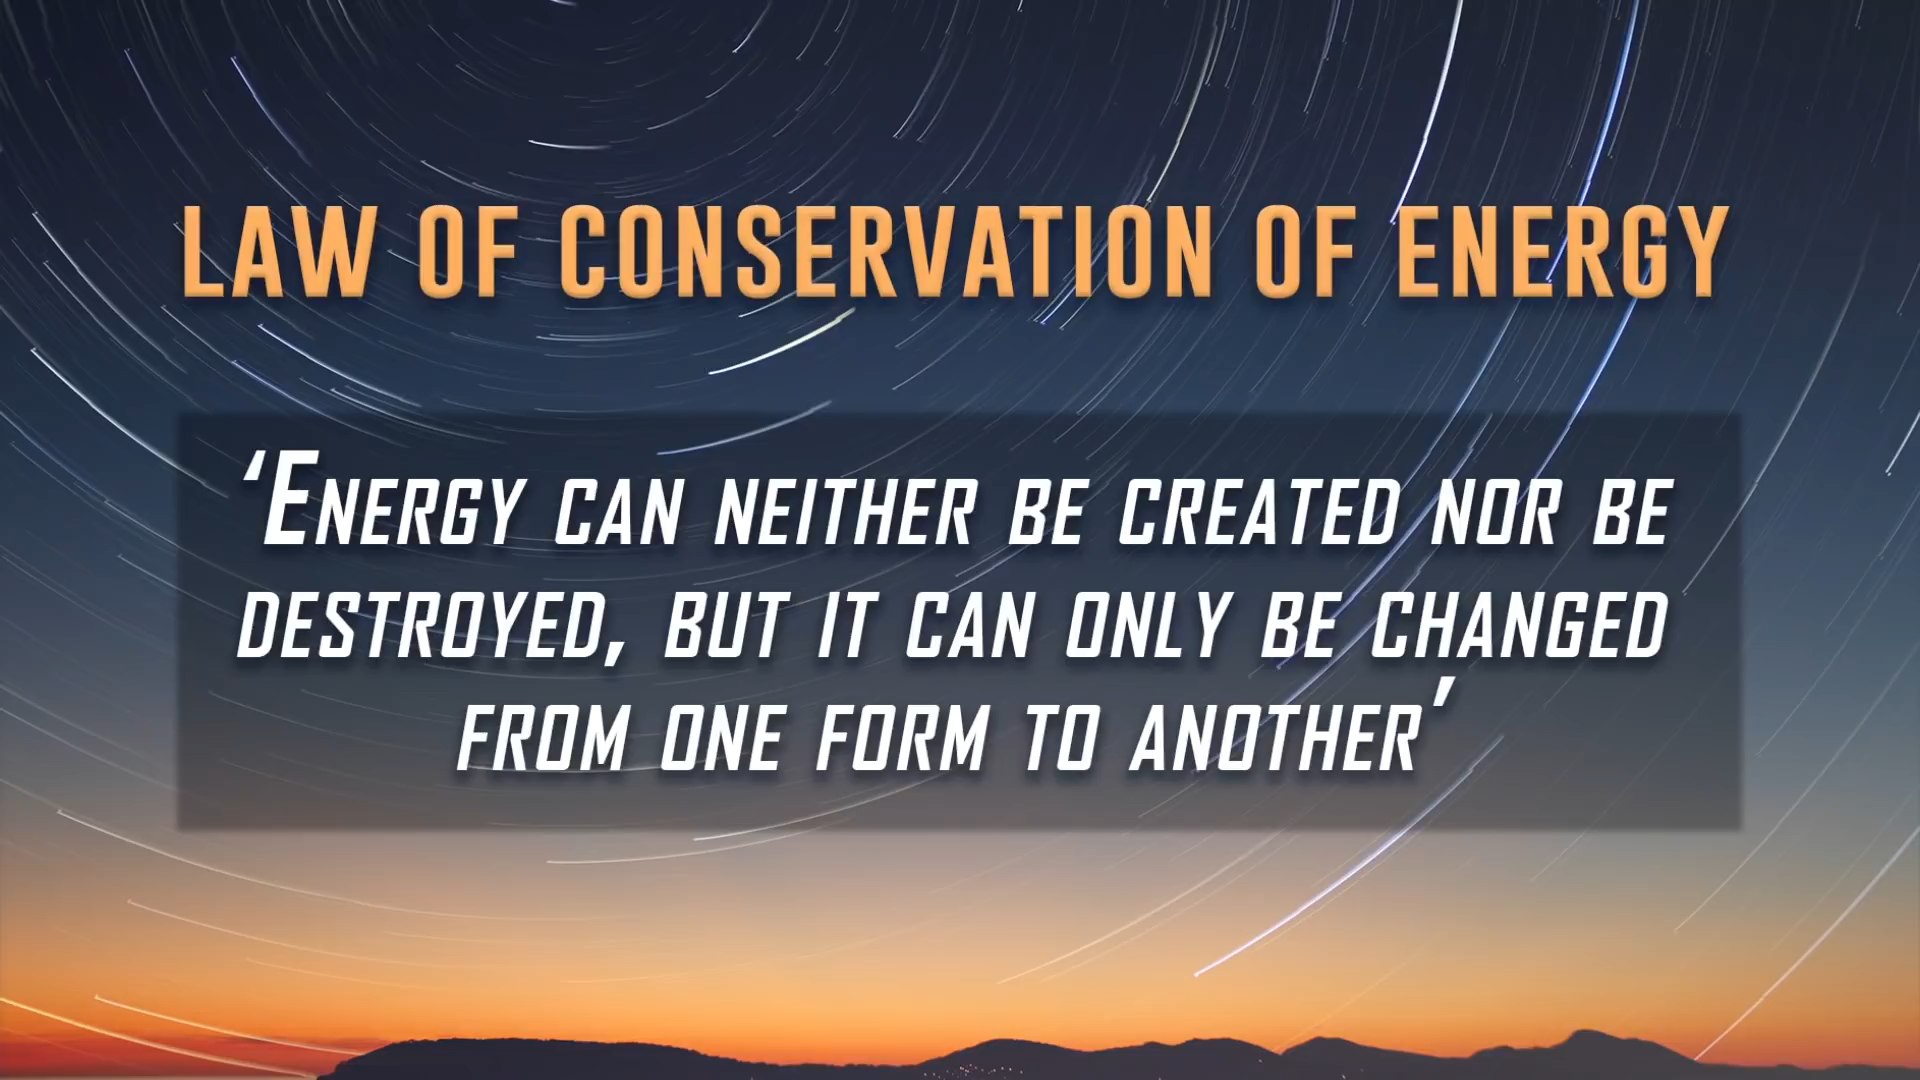 LAW OF CONSERVATION OF ENERGY
‘ENERGY CAN NEITHER BE CREATED NOR BE
DESTROYED, BUT IT CAN ONLY BE CHANGED
FROM ONE FORM TO ANOTHER’